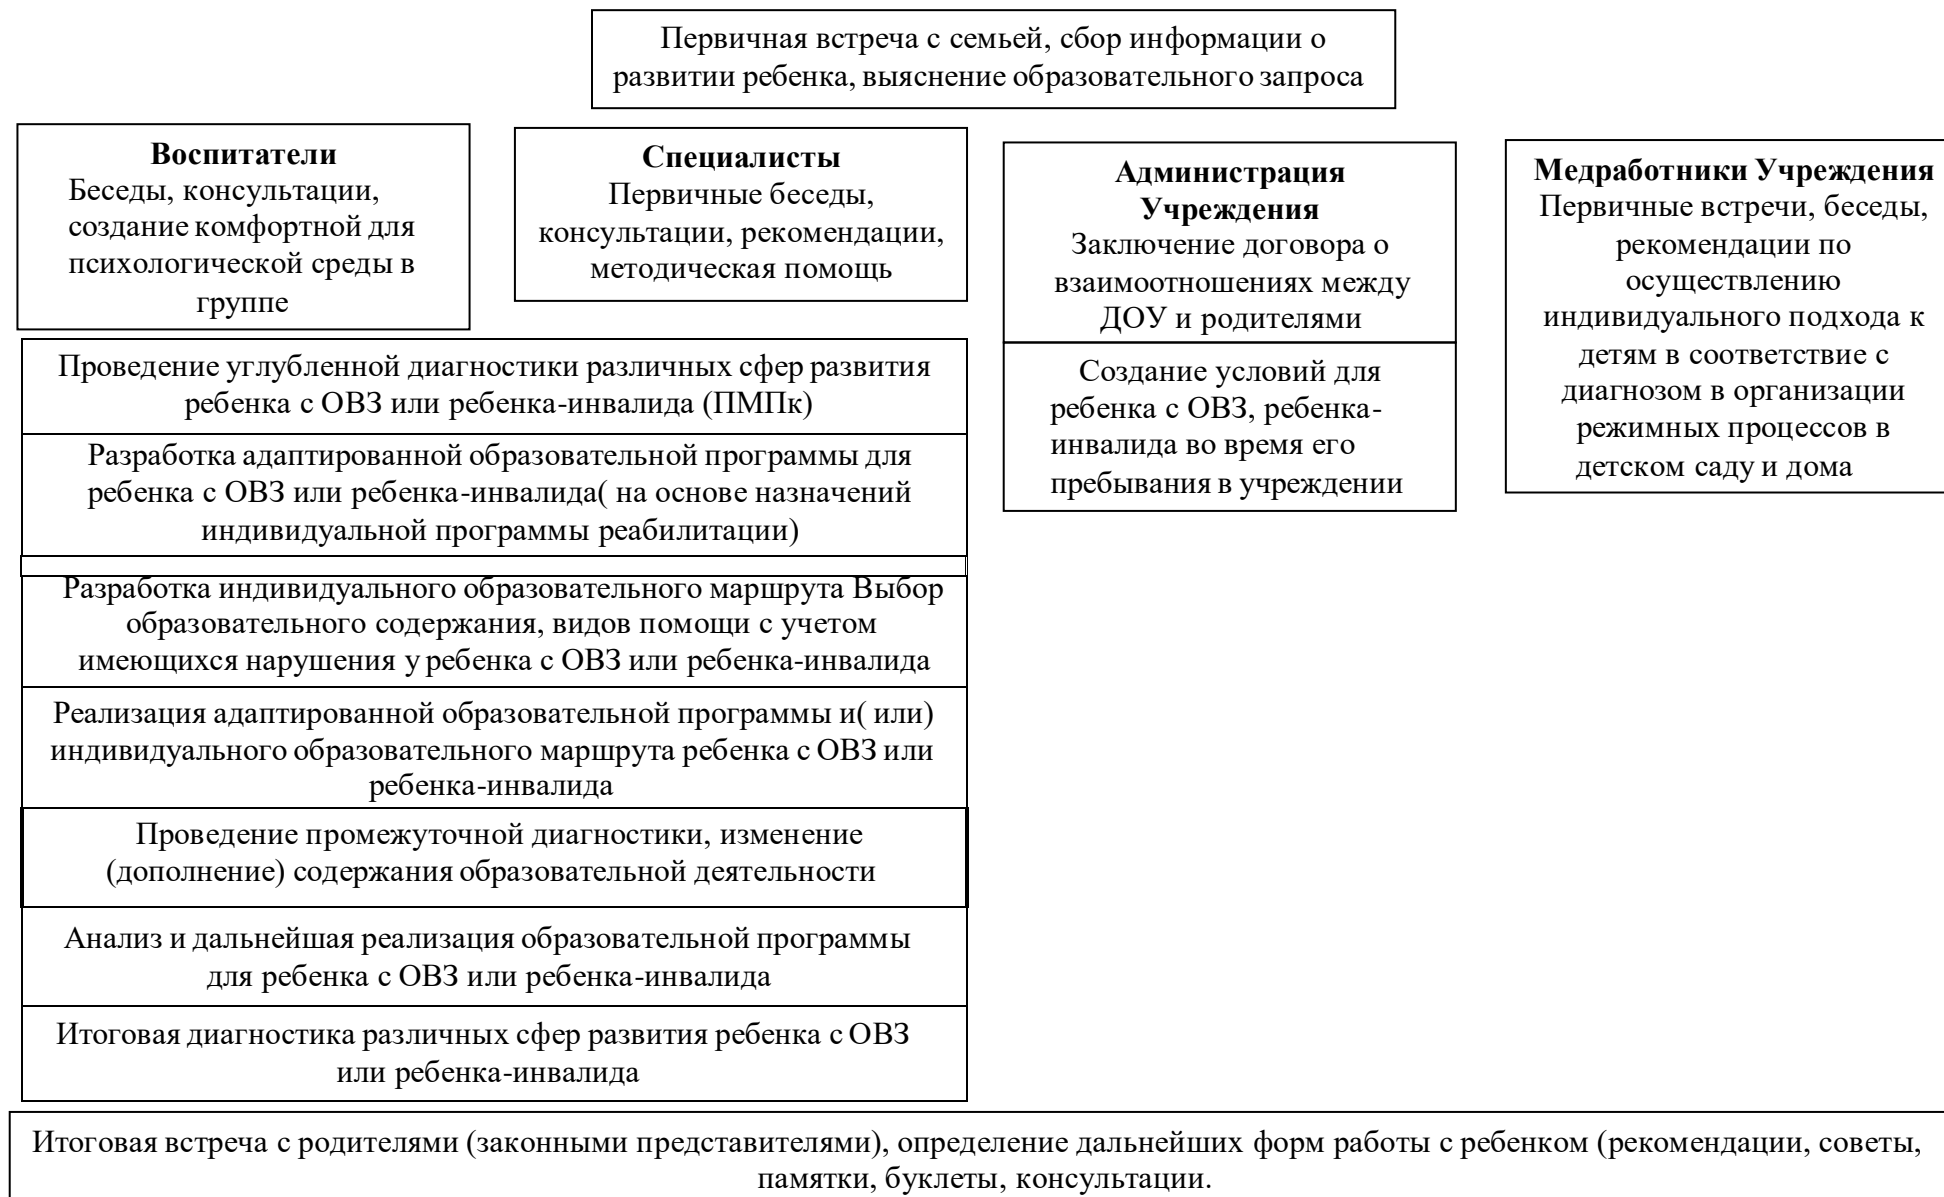 Первичная встреча с семьей, сбор информации о
развитии ребенка, выяснение образовательного запроса
Воспитатели
Беседы, консультации,
создание комфортной для
психологической среды в
группе
Специалисты
Первичные беседы,
консультации, рекомендации,
методическая помощь
Администрация
Учреждения
Заключение договора о
взаимоотношениях между
ДОУ и родителями
Создание условий для
ребенка с ОВЗ, ребенка-
инвалида во время его
пребывания в учреждении
Медработники Учреждения
Первичные встречи, беседы,
рекомендации по
осуществлению
индивидуального подхода к
детям в соответствие с
диагнозом в организации
режимных процессов в
детском саду и дома
Проведение углубленной диагностики различных сфер развития
ребенка с ОВЗ или ребенка-инвалида (ПМПк)
Разработка адаптированной образовательной программы для
ребенка с ОВЗ или ребенка-инвалида( на основе назначений
индивидуальной программы реабилитации)
Разработка индивидуального образовательного маршрута Выбор
образовательного содержания, видов помощи с учетом
имеющихся нарушения у ребенка с ОВЗ или ребенка-инвалида
Реализация адаптированной образовательной программы и( или)
индивидуального образовательного маршрута ребенка с ОВЗ или
ребенка-инвалида
Проведение промежуточной диагностики, изменение
(дополнение) содержания образовательной деятельности
Анализ и дальнейшая реализация образовательной программы
для ребенка с ОВЗ или ребенка-инвалида
Итоговая диагностика различных сфер развития ребенка с ОВЗ
или ребенка-инвалида
Итоговая встреча с родителями (законными представителями), определение дальнейших форм работы с ребенком (рекомендации, советы,
памятки, буклеты, консультации.